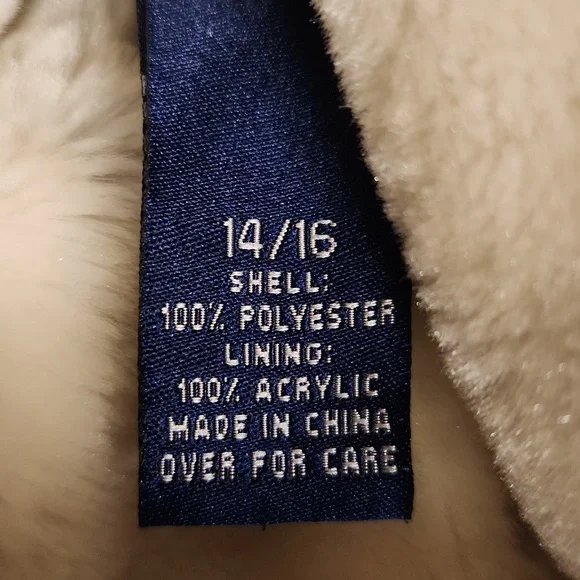 14/16
SHELL:
100% POLYESTER
LINING:
100% ACRYLIC
MADE IN CHINA
OVER FOR CARE